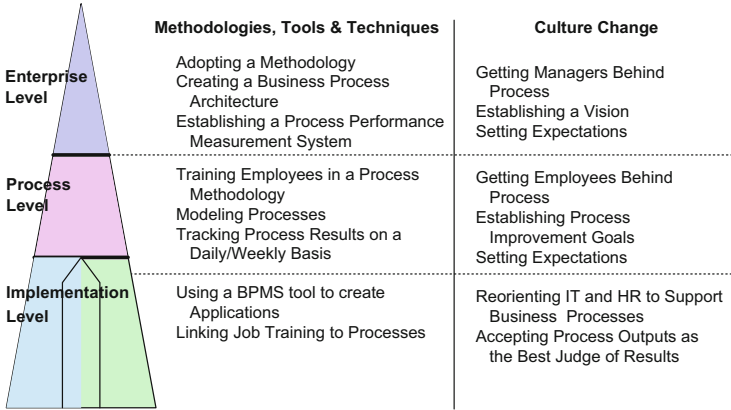 Methodologies, Tools & Techniques
Culture Change
Enterprise
Level
Adopting a Methodology
Creating a Business Process
Architecture
Establishing a Process Performance
Measurement System
Getting Managers Behind
Process
Establishing a Vision
Setting Expectations
Process
Level
Training Employees in a Process
Methodology
Modeling Processes
Tracking Process Results on a
Daily/Weekly Basis
Getting Employees Behind
Process
Establishing Process
Improvement Goals
Setting Expectations
Implementation
Level
Using a BPMS tool to create
Applications
Linking Job Training to Processes
Reorienting IT and HR to Support
Business Processes
Accepting Process Outputs as
the Best Judge of Results